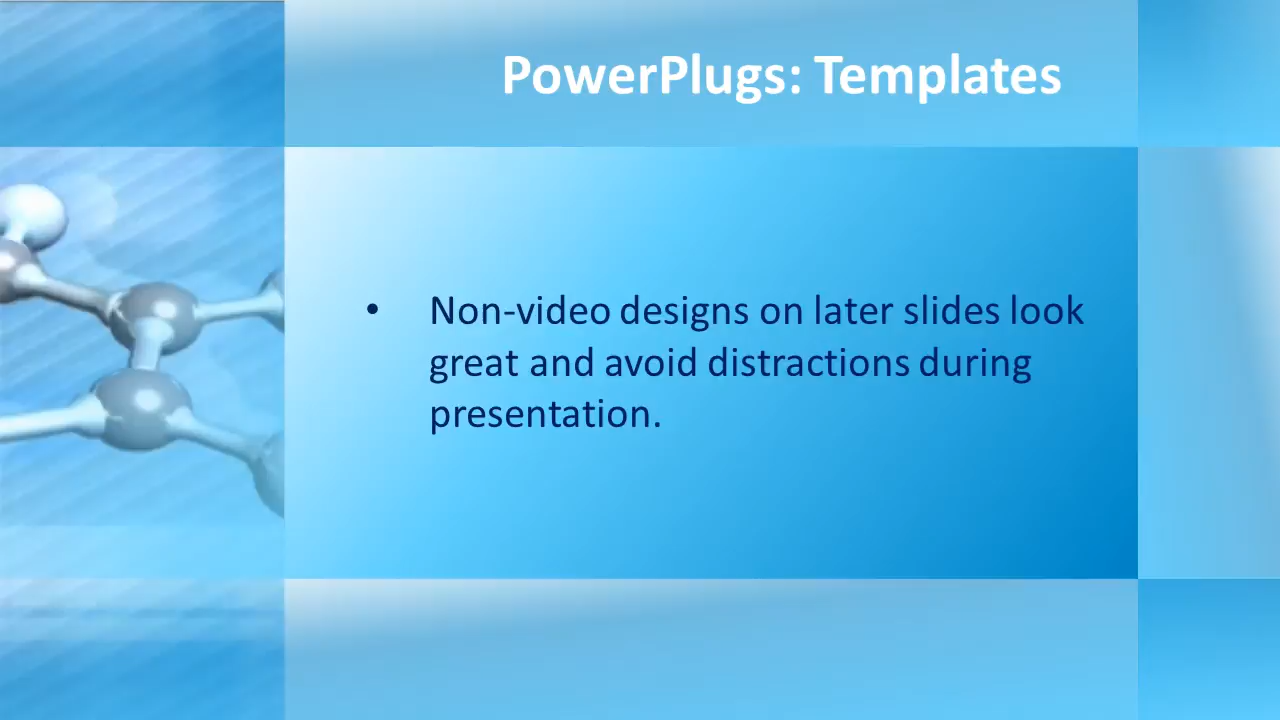 PowerPlugs: Templates
• Non-video designs on later slides look
great and avoid distractions during
presentation.